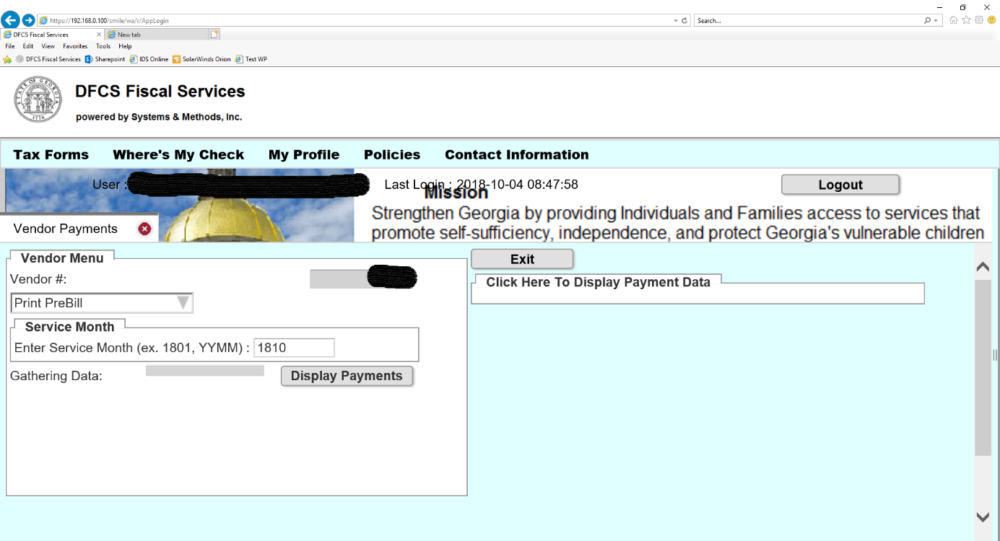 https://192.168.0.100/smile/wa/r/AppLogin
Search...
DFCS Fiscal Services
New tab
File Edit View Favorites Tools Help
DFCS Fiscal Services Sharepoint IDS Online SolarWinds Orion Test WP
STATE OF GEORGIA
1776
DFCS Fiscal Services
powered by Systems & Methods, Inc.
Tax Forms Where's My Check My Profile Policies Contact Information
User : Last Login : 2018-10-04 08:47:58 Logout
Mission
Strengthen Georgia by providing Individuals and Families access to services that
promote self-sufficiency, independence, and protect Georgia's vulnerable children
Vendor Payments
Vendor Menu
Vendor #:
Print PreBill
Service Month
Enter Service Month (ex. 1801, YYMM) : 1810
Gathering Data: Display Payments
Exit
Click Here To Display Payment Data